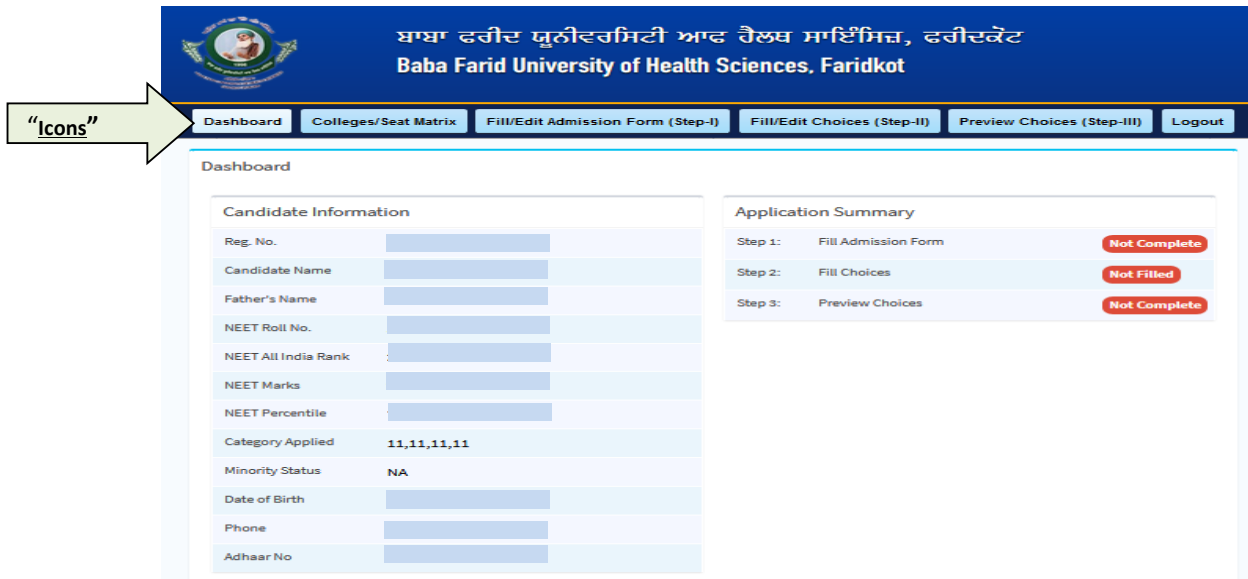 ਬਾਬਾ ਫਰੀਦ ਯੂਨੀਵਰਸਿਟੀ ਆਫ ਹੈਲਥ ਸਾਇੰਸਿਜ਼, ਫਰੀਦਕੋਟ
Baba Farid University of Health Sciences, Faridkot
“Icons”
Dashboard Colleges/Seat Matrix Fill/Edit Admission Form (Step-I) Fill/Edit Choices (Step-II) Preview Choices (Step-III) Logout
Dashboard
Candidate Information
Reg. No.
Candidate Name
Father's Name
NEET Roll No.
NEET All India Rank
NEET Marks
NEET Percentile
Category Applied 11,11,11,11
Minority Status NA
Date of Birth
Phone
Adhaar No
Application Summary
Step 1: Fill Admission Form Not Complete
Step 2: Fill Choices Not Filled
Step 3: Preview Choices Not Complete